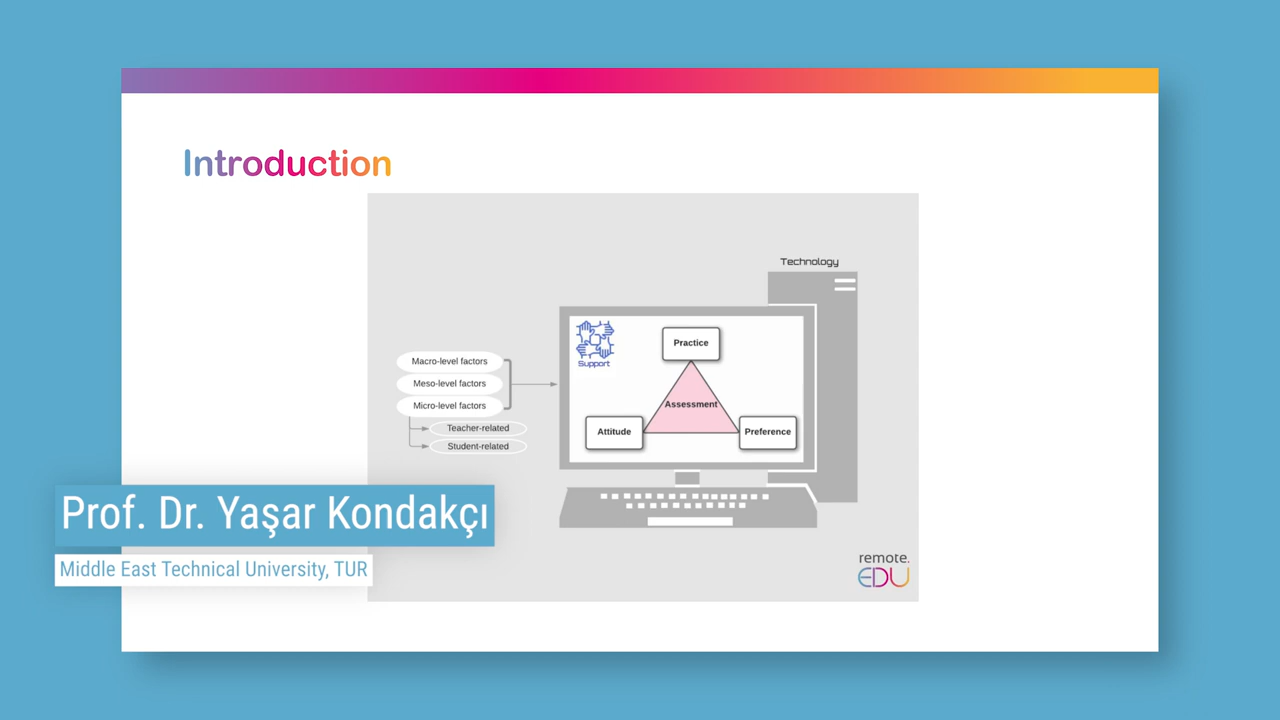 Introduction
Technology
Support
Practice
Assessment
Attitude
Preference
Macro-level factors
Meso-level factors
Micro-level factors
Teacher-related
Student-related
Prof. Dr. Yaşar Kondakçı
Middle East Technical University, TUR
remote.
EDU